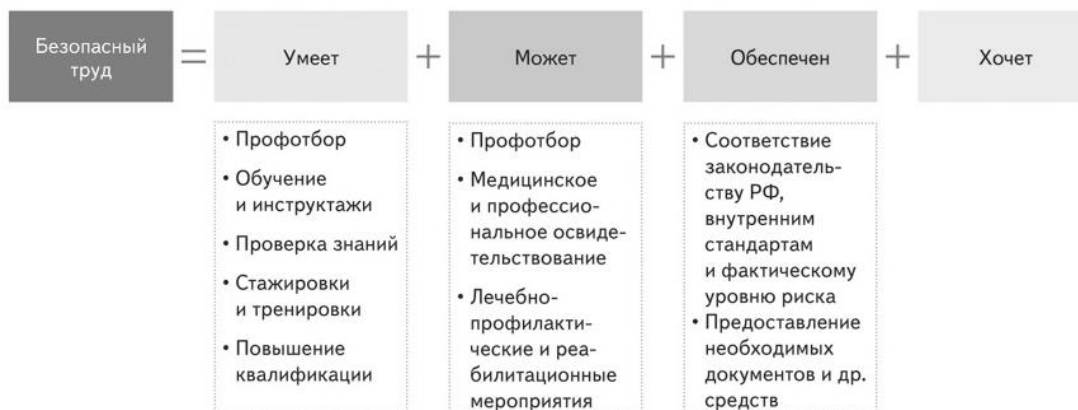 Безопасный
труд
=
Умеет
+
Может
+
Обеспечен
+
Хочет
• Профотбор
• Обучение
и инструктажи
• Проверка знаний
• Стажировки
и тренировки
• Повышение
квалификации
• Профотбор
• Медицинское
и профессио-
нальное освиде-
тельствование
• Лечебно-
профилакти-
ческие и реа-
билитационные
мероприятия
• Соответствие
законодатель-
ству РФ,
внутренним
стандартам
и фактическому
уровню риска
• Предоставление
необходимых
документов и др.
средств